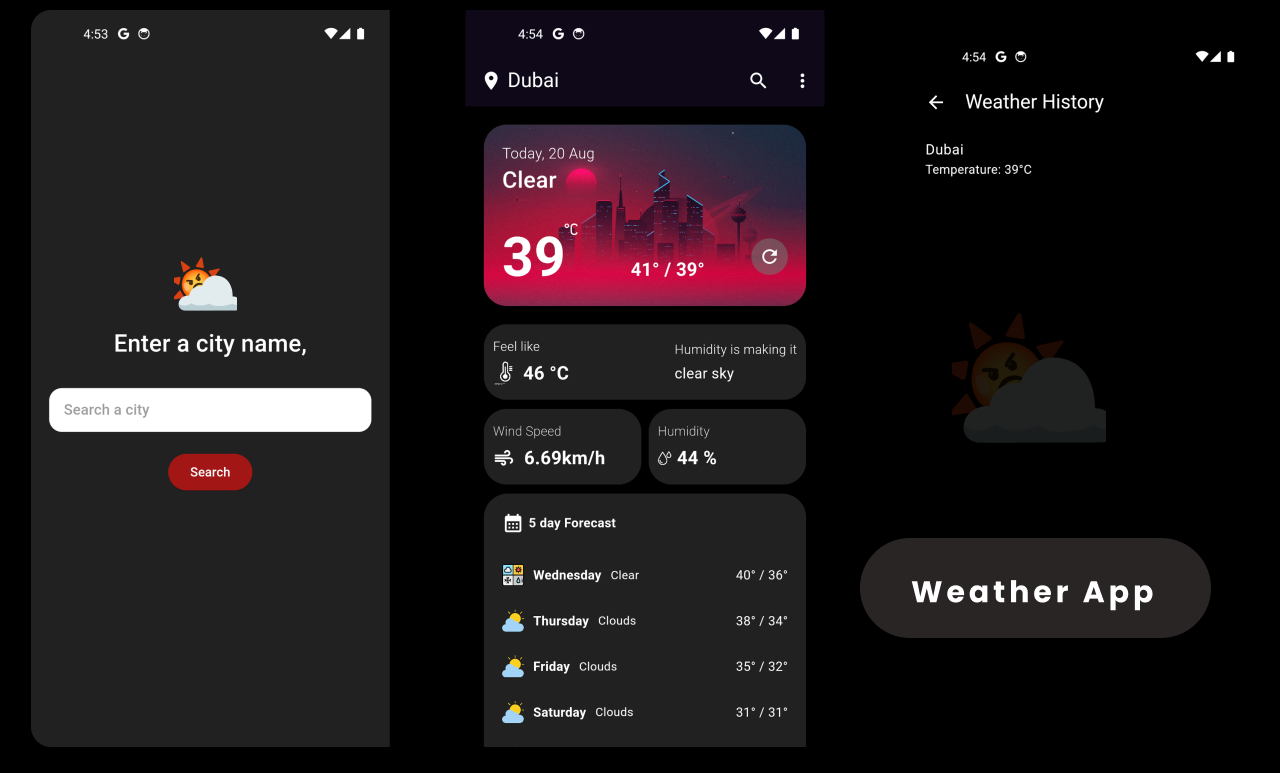 4:53
Enter a city name,
Search a city
Search
4:54
Dubai
Today, 20 Aug
Clear
39 °C
41° / 39°
Feel like
46 °C
Humidity is making it
clear sky
Wind Speed
6.69km/h
Humidity
44 %
5 day Forecast
Wednesday Clear 40° / 36°
Thursday Clouds 38° / 34°
Friday Clouds 35° / 32°
Saturday Clouds 31° / 31°
4:54
Weather History
Dubai
Temperature: 39°C
Weather App